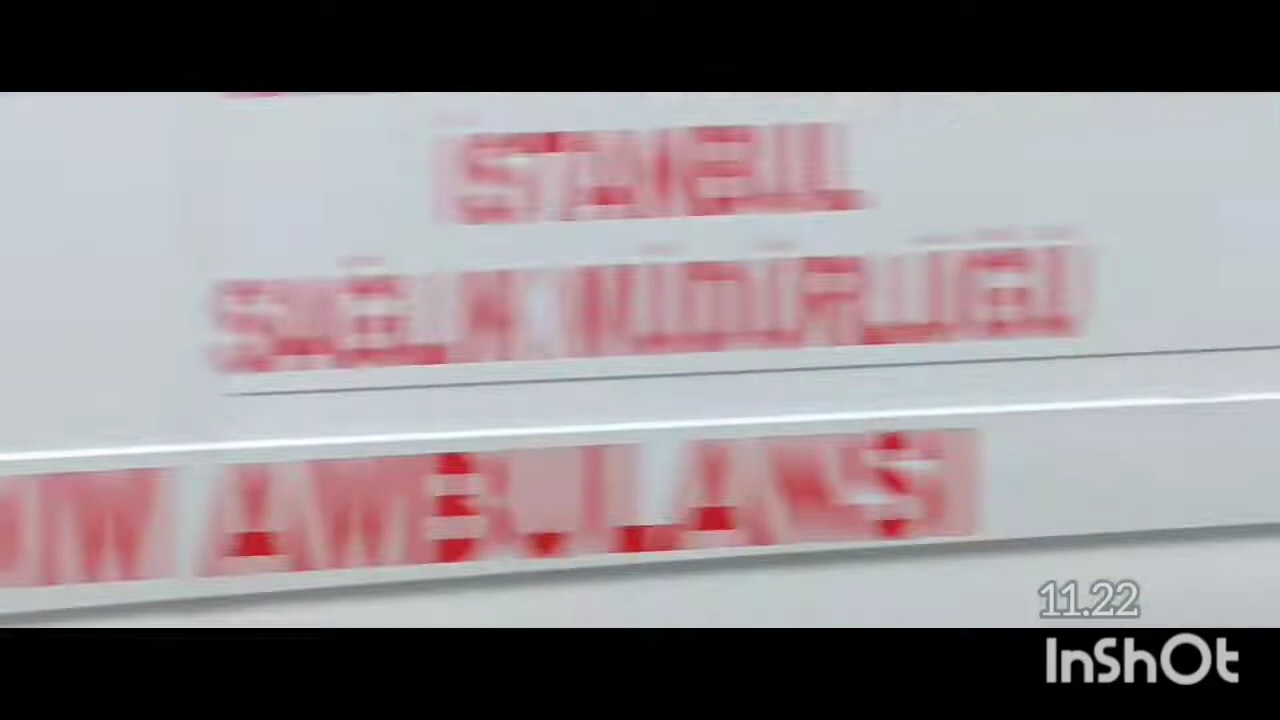 İSTANBUL
SAĞLIK MÜDÜRLÜĞÜ
AMBULANSI
11.22
InShOt